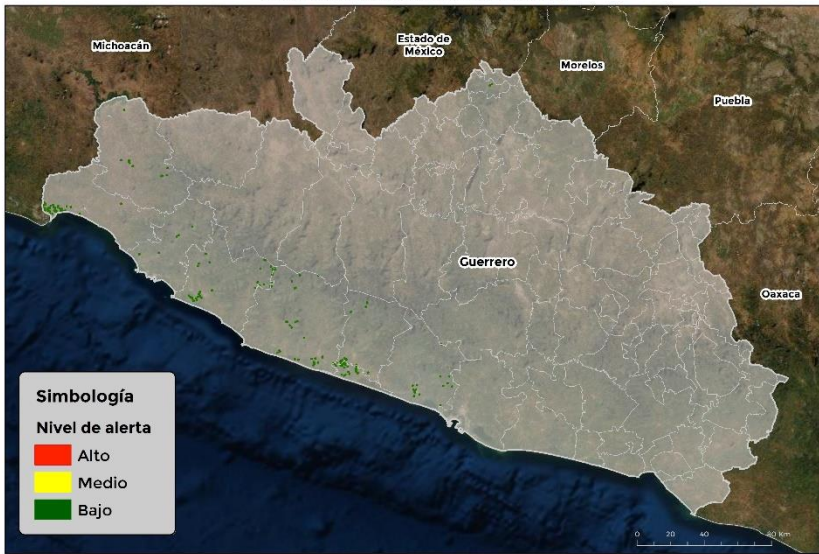 Michoacán
Estado de
México
Morelos
Puebla
Guerrero
Oaxaca
Simbología
Nivel de alerta
Alto
Medio
Bajo
0 20 40 80 Km